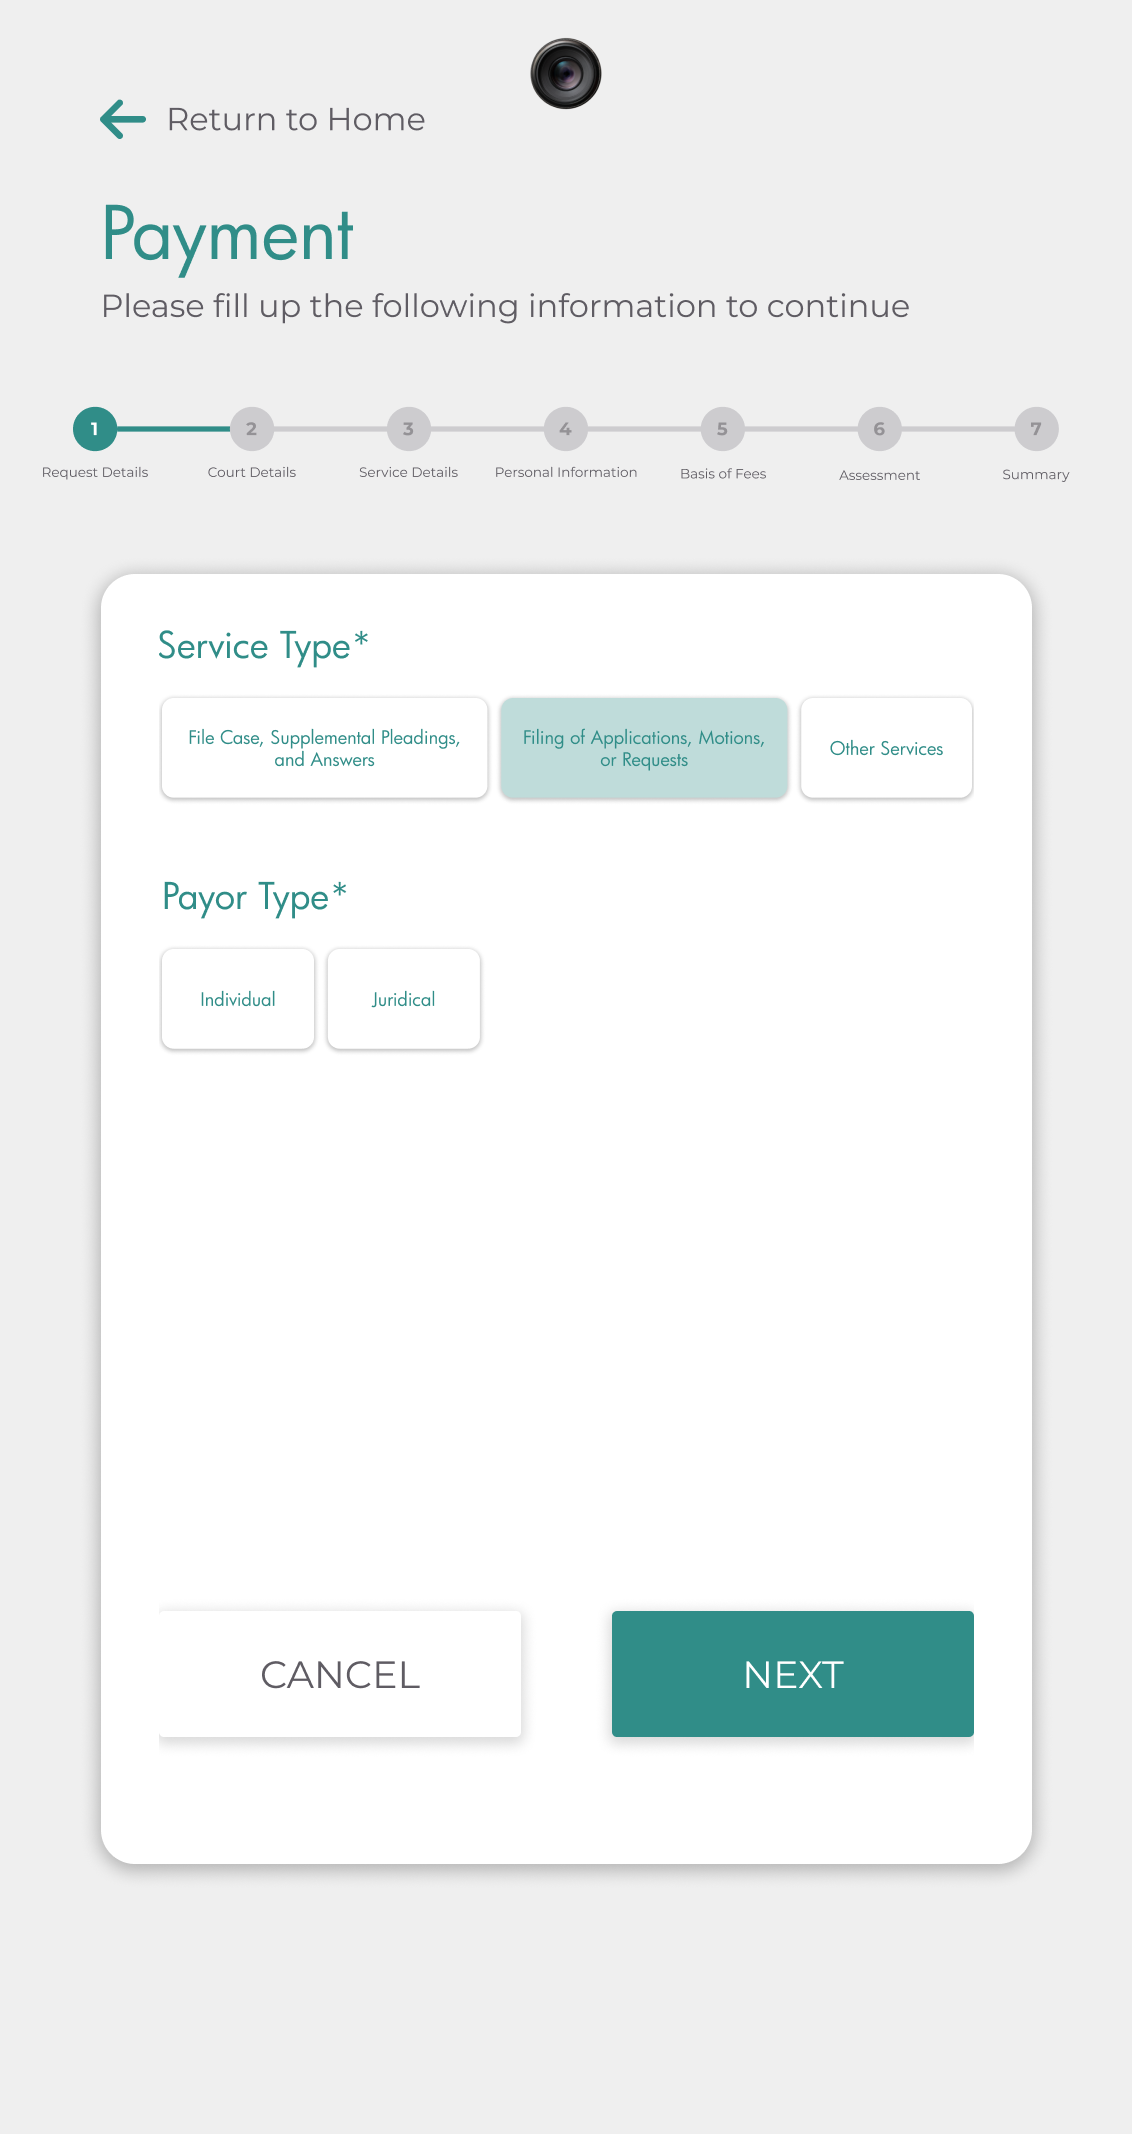 Return to Home
Payment
Please fill up the following information to continue
1 2 3 4 5 6 7
Request Details Court Details Service Details Personal Information Basis of Fees Assessment Summary
Service Type*
File Case, Supplemental Pleadings,
and Answers
Filing of Applications, Motions,
or Requests
Other Services
Payor Type*
Individual
Juridical
CANCEL
NEXT